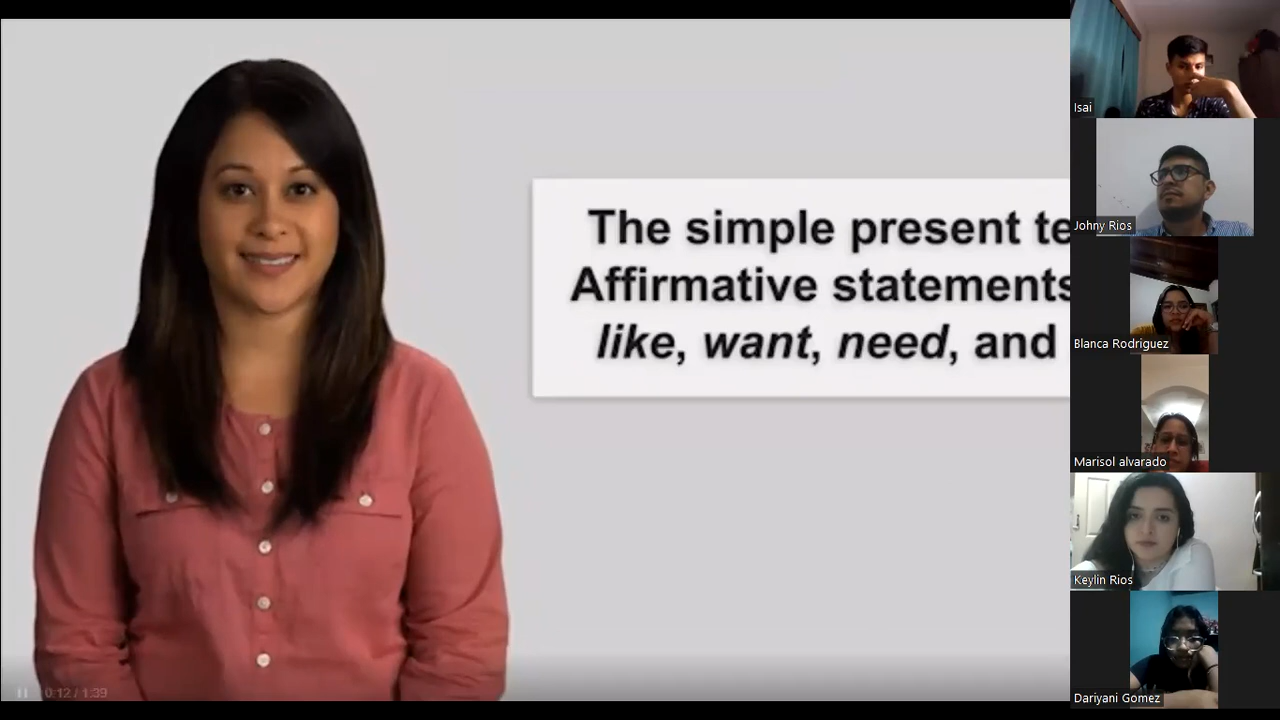 The simple present te
Affirmative statements
like, want, need, and
0:12 / 1:39
Isai
Johny Rios
Blanca Rodriguez
Marisol alvarado
Keylin Rios
Dariyani Gomez